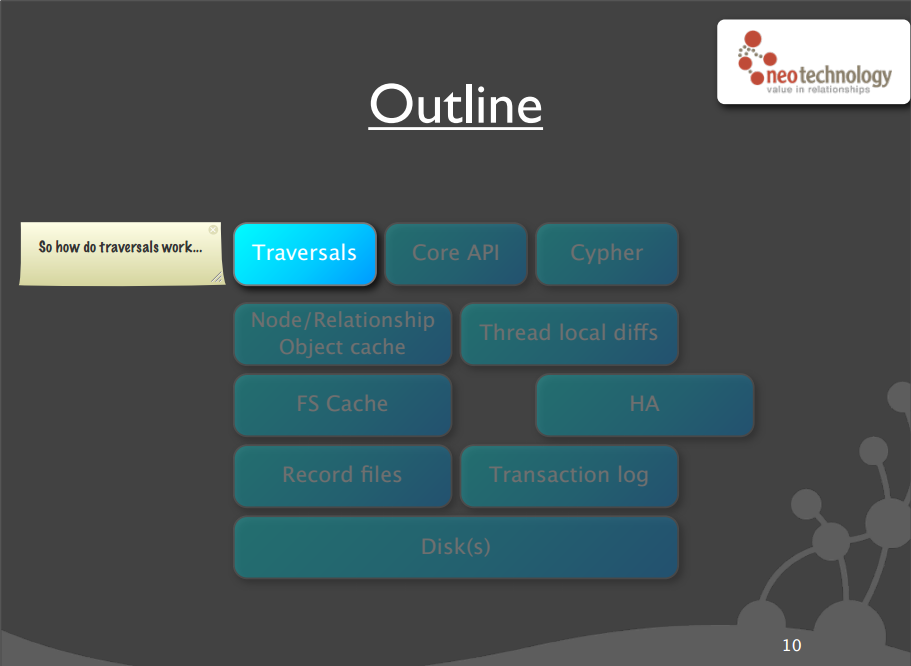 neotechnology
value in relationships
Outline
So how do traversals work...
Traversals
Core API
Cypher
Node/Relationship
Object cache
Thread local diffs
FS Cache
HA
Record files
Transaction log
Disk(s)
10